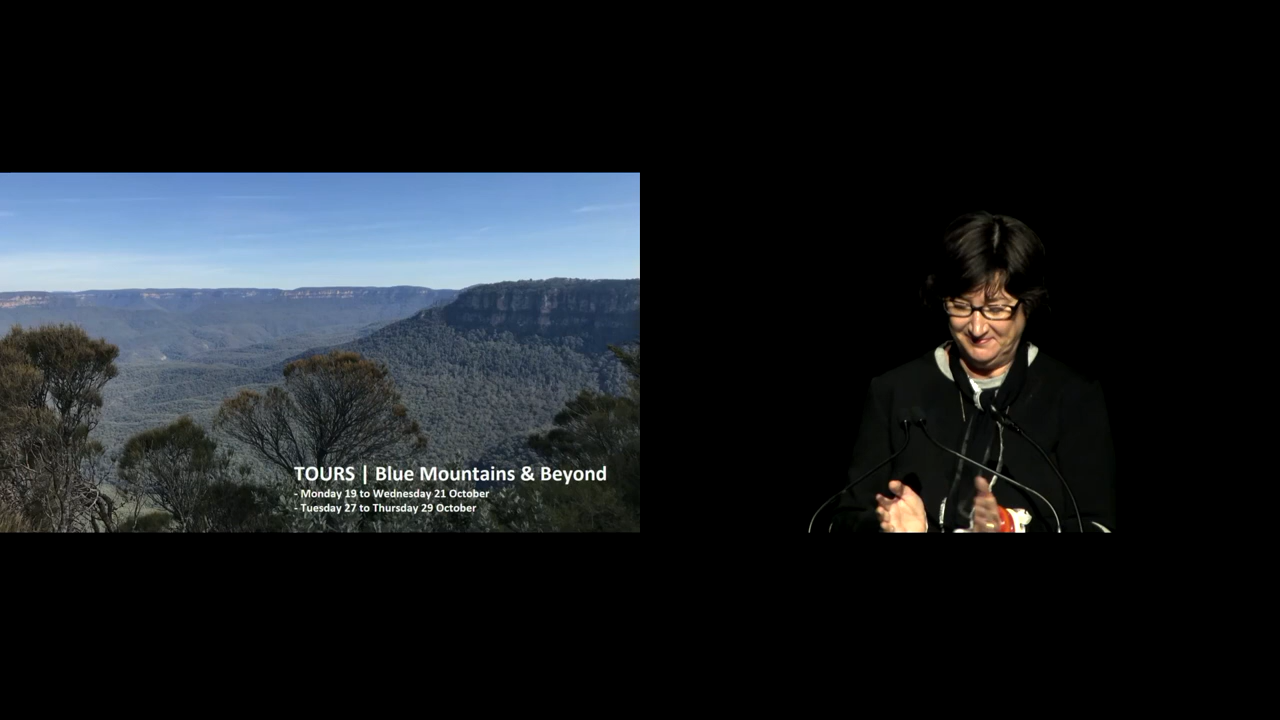 TOURS | Blue Mountains & Beyond
- Monday 19 to Wednesday 21 October
- Tuesday 27 to Thursday 29 October